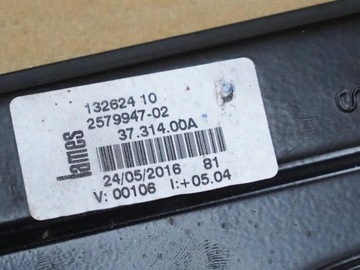 132624 10
2579947-02
37.314.00A
lames
24/05/2016 81
V: 00106 I:+05.04
S